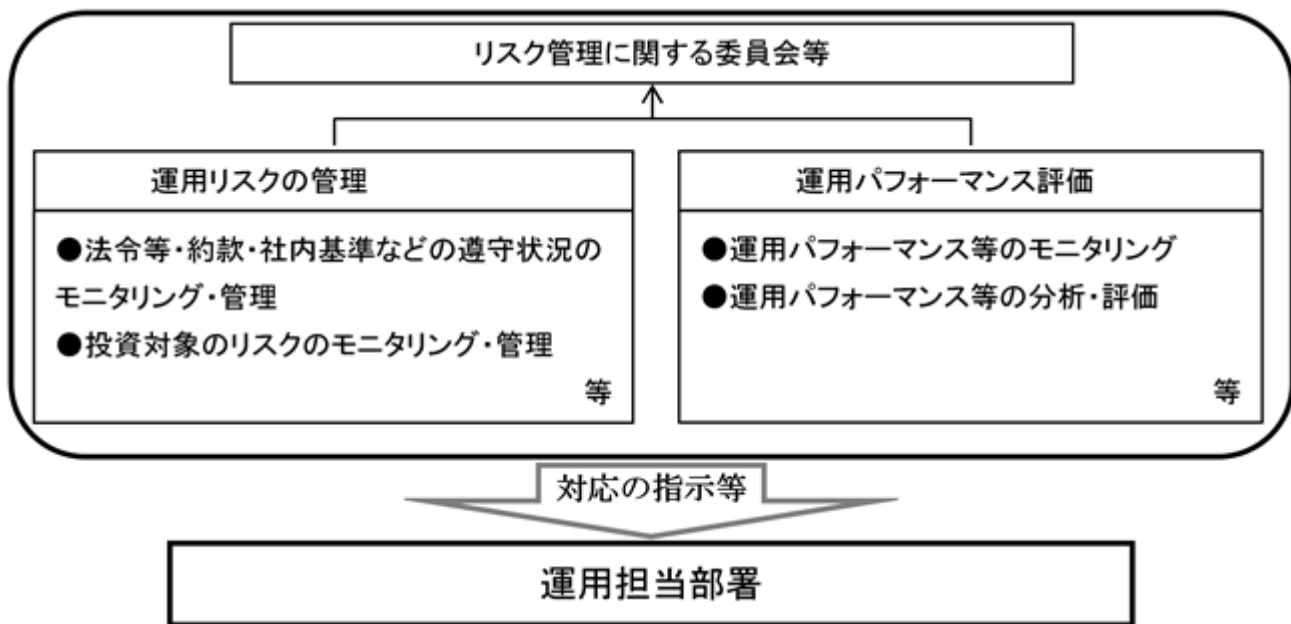 リスク管理に関する委員会等
運用リスクの管理
●法令等・約款・社内基準などの遵守状況の
モニタリング・管理
●投資対象のリスクのモニタリング・管理
等
運用パフォーマンス評価
●運用パフォーマンス等のモニタリング
●運用パフォーマンス等の分析・評価
等
対応の指示等
運用担当部署